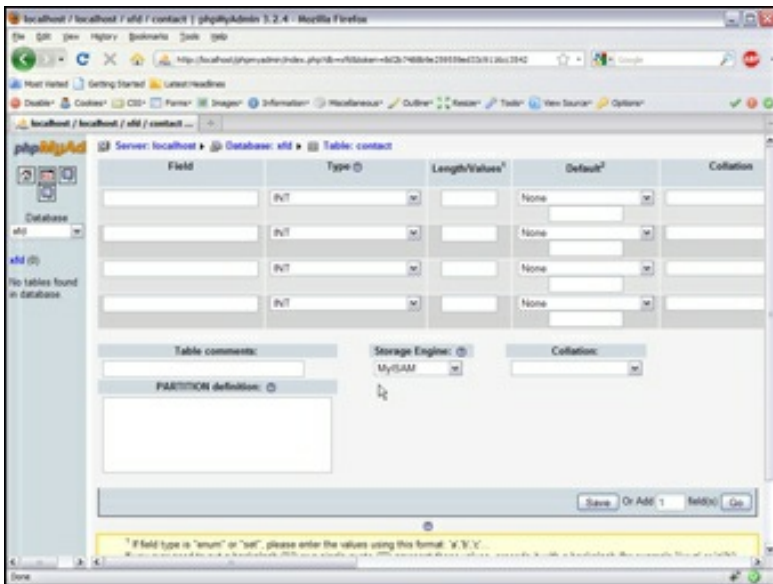 localhost / localhost / xfd / contact | phpMyAdmin 3.2.4 - Mozilla Firefox
File Edit View History Bookmarks Tools Help
Google
Most Visited Getting Started Latest Headlines
Disable Cookies CSS Forms Images Information Miscellaneous Outline Resize Tools View Source Options
localhost / localhost / xfd / contact ...
phpMyAd
Server: localhost Database: xfd Table: contact
Field Type Length/Values1 Default2 Collation
INT None
INT None
INT None
INT None
Database
xfd
xfd (0)
No tables found in database.
Table comments: Storage Engine: Collation:
MyISAM
PARTITION definition:
Save Or Add 1 field(s) Go
1 If field type is "enum" or "set", please enter the values using this format: 'a','b','c'...
Done